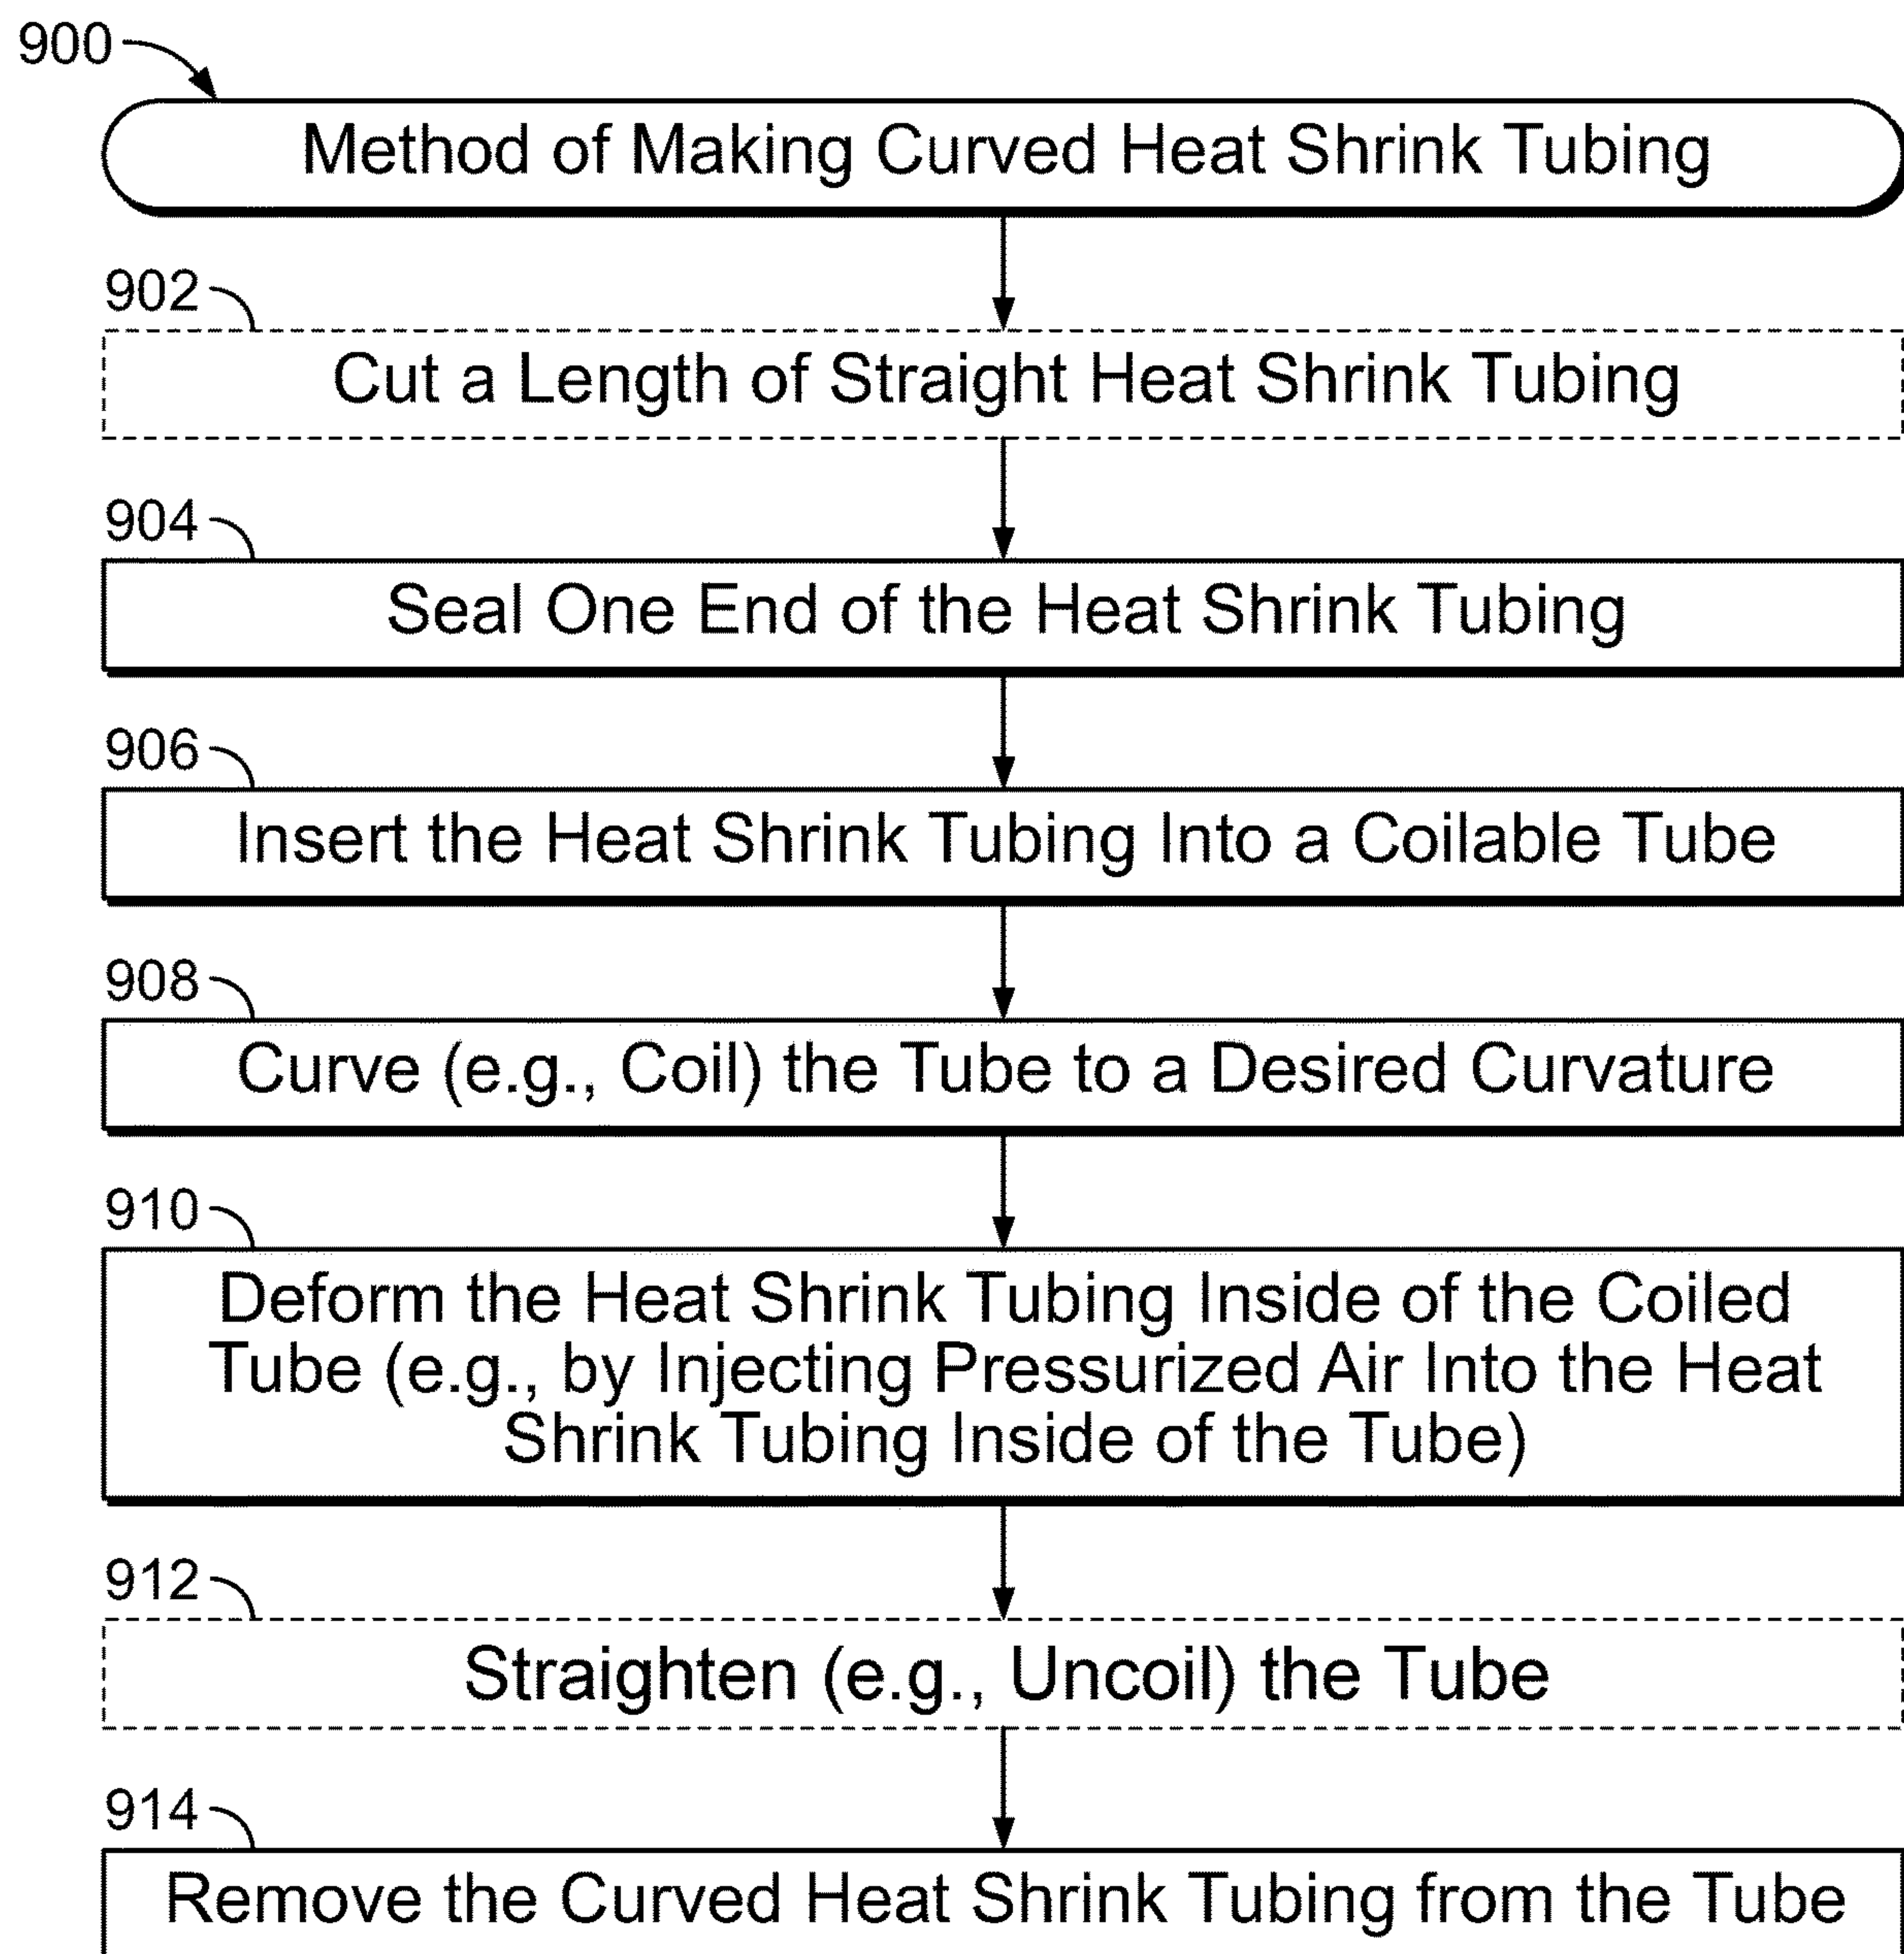 900
Method of Making Curved Heat Shrink Tubing
902
Cut a Length of Straight Heat Shrink Tubing
904
Seal One End of the Heat Shrink Tubing
906
Insert the Heat Shrink Tubing Into a Coilable Tube
908
Curve (e.g., Coil) the Tube to a Desired Curvature
910
Deform the Heat Shrink Tubing Inside of the Coiled
Tube (e.g., by Injecting Pressurized Air Into the Heat
Shrink Tubing Inside of the Tube)
912
Straighten (e.g., Uncoil) the Tube
914
Remove the Curved Heat Shrink Tubing from the Tube